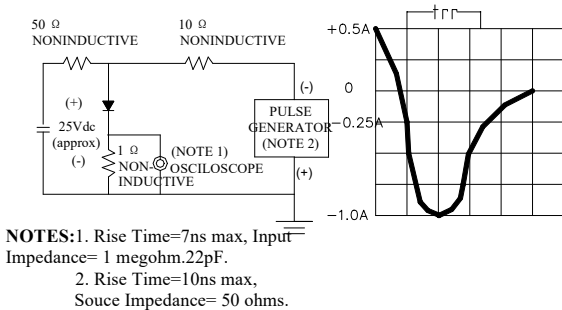 50 Ω
NONINDUCTIVE
10 Ω
NONINDUCTIVE
(+)
25Vdc
(approx)
(-)
1 Ω
NON-
INDUCTIVE
(NOTE 1)
OSCILOSCOPE
(-)
PULSE
GENERATOR
(NOTE 2)
(+)
trr
+0.5A
0
-0.25A
-1.0A
NOTES:1. Rise Time=7ns max, Input
Impedance= 1 megohm.22pF.
2. Rise Time=10ns max,
Souce Impedance= 50 ohms.